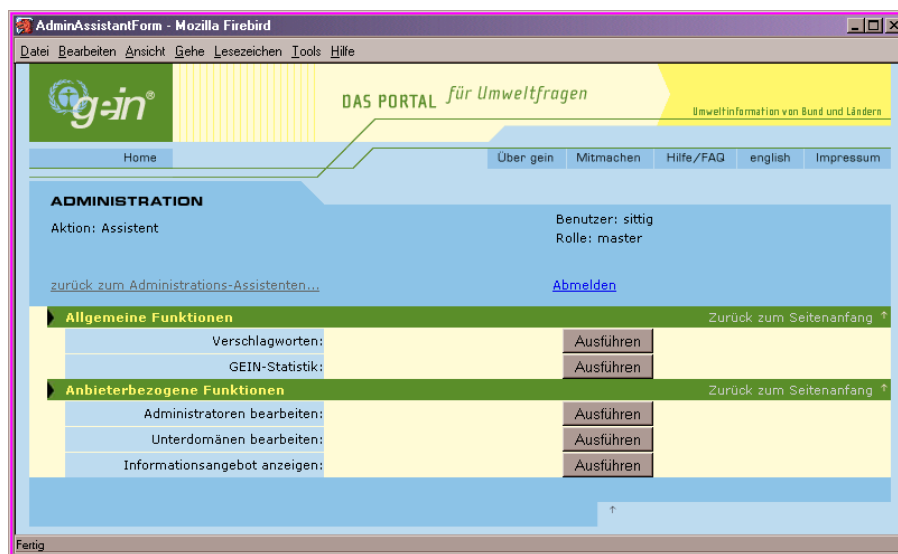 AdminAssistantForm - Mozilla Firebird
Datei Bearbeiten Ansicht Gehe Lesezeichen Tools Hilfe
gein®
DAS PORTAL für Umweltfragen
Umweltinformation von Bund und Ländern
Home Über gein Mitmachen Hilfe/FAQ english Impressum
ADMINISTRATION
Aktion: Assistent
Benutzer: sittig
Rolle: master
zurück zum Administrations-Assistenten... Abmelden
Allgemeine Funktionen Zurück zum Seitenanfang ↑
Verschlagworten: Ausführen
GEIN-Statistik: Ausführen
Anbieterbezogene Funktionen Zurück zum Seitenanfang ↑
Administratoren bearbeiten: Ausführen
Unterdomänen bearbeiten: Ausführen
Informationsangebot anzeigen: Ausführen
↑
Fertig